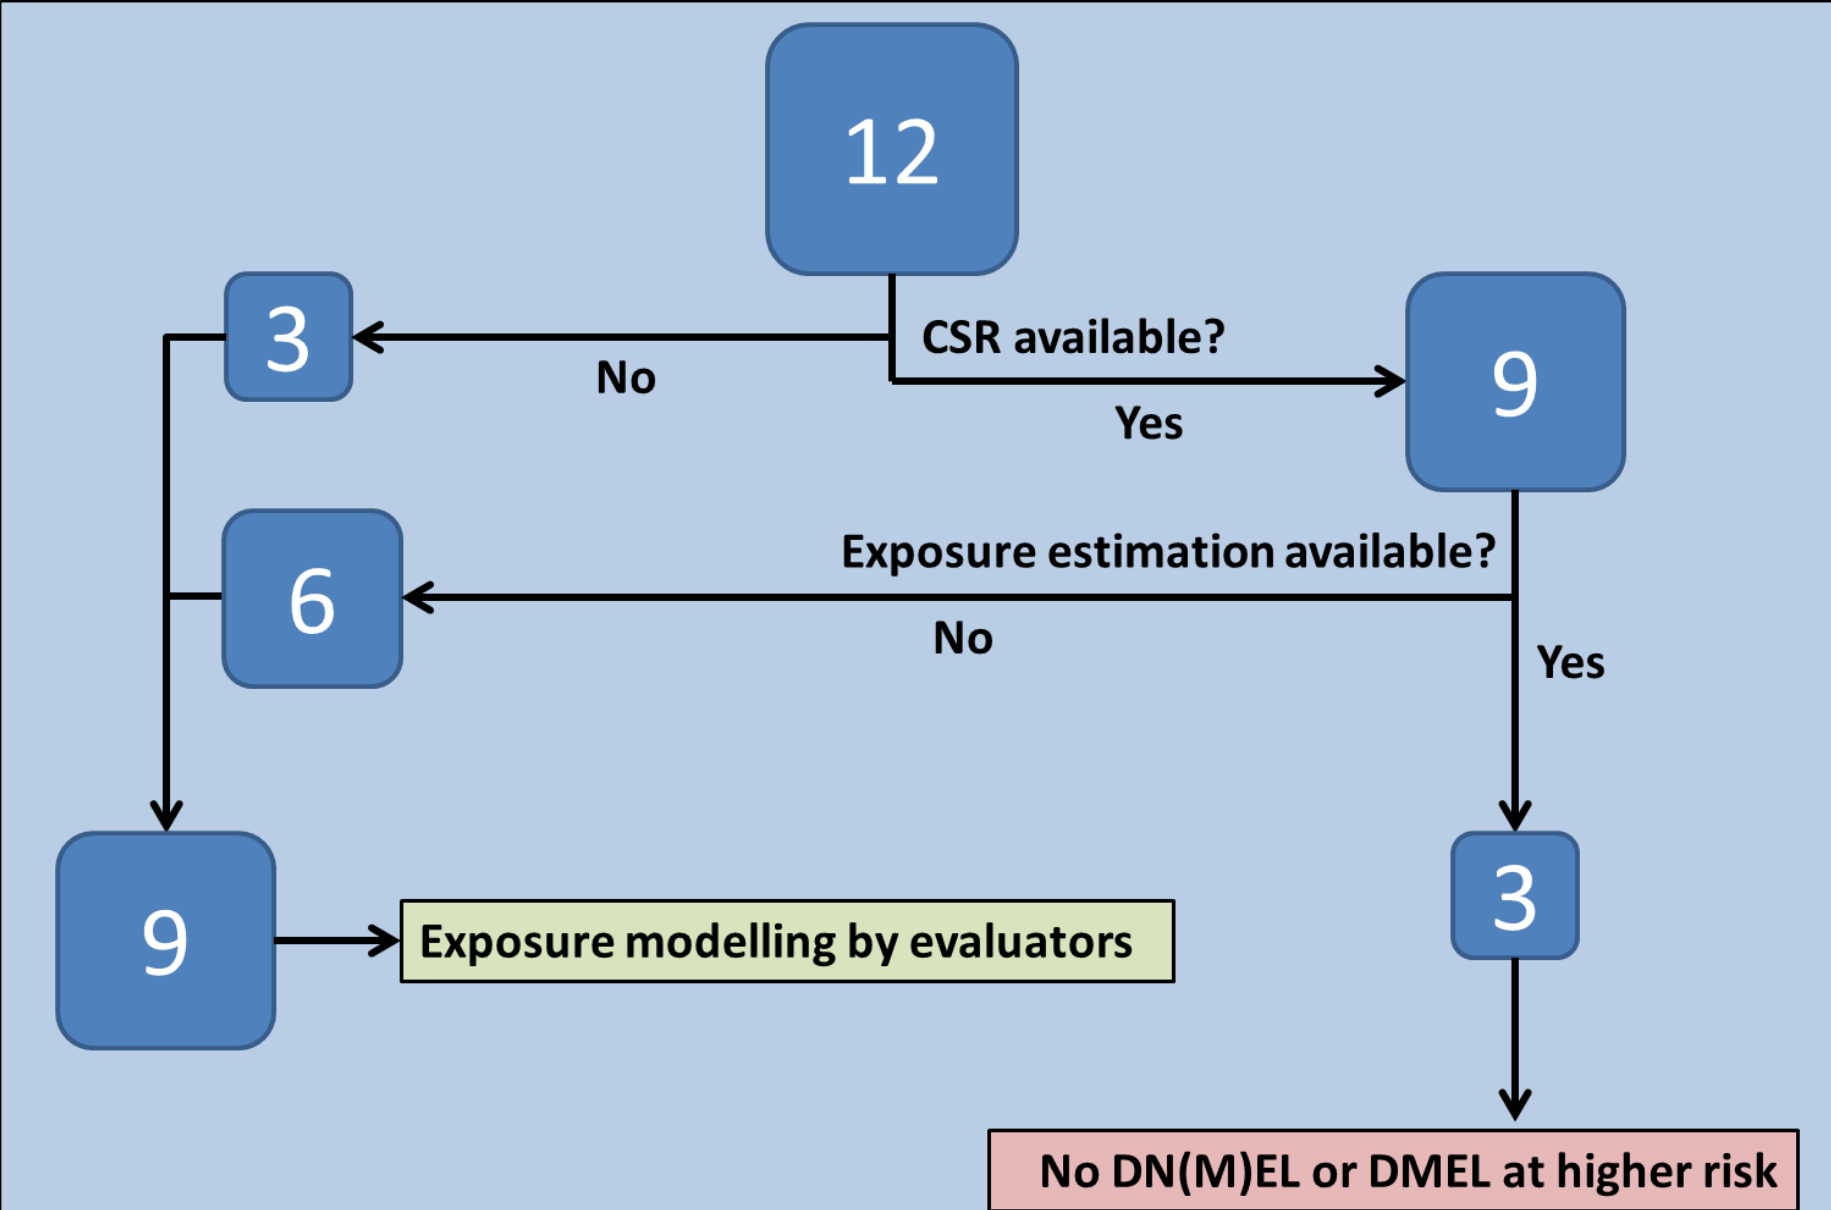 12
3
CSR available?
No
9
Yes
Exposure estimation available?
6
No
Yes
3
9
Exposure modelling by evaluators
No DN(M)EL or DMEL at higher risk